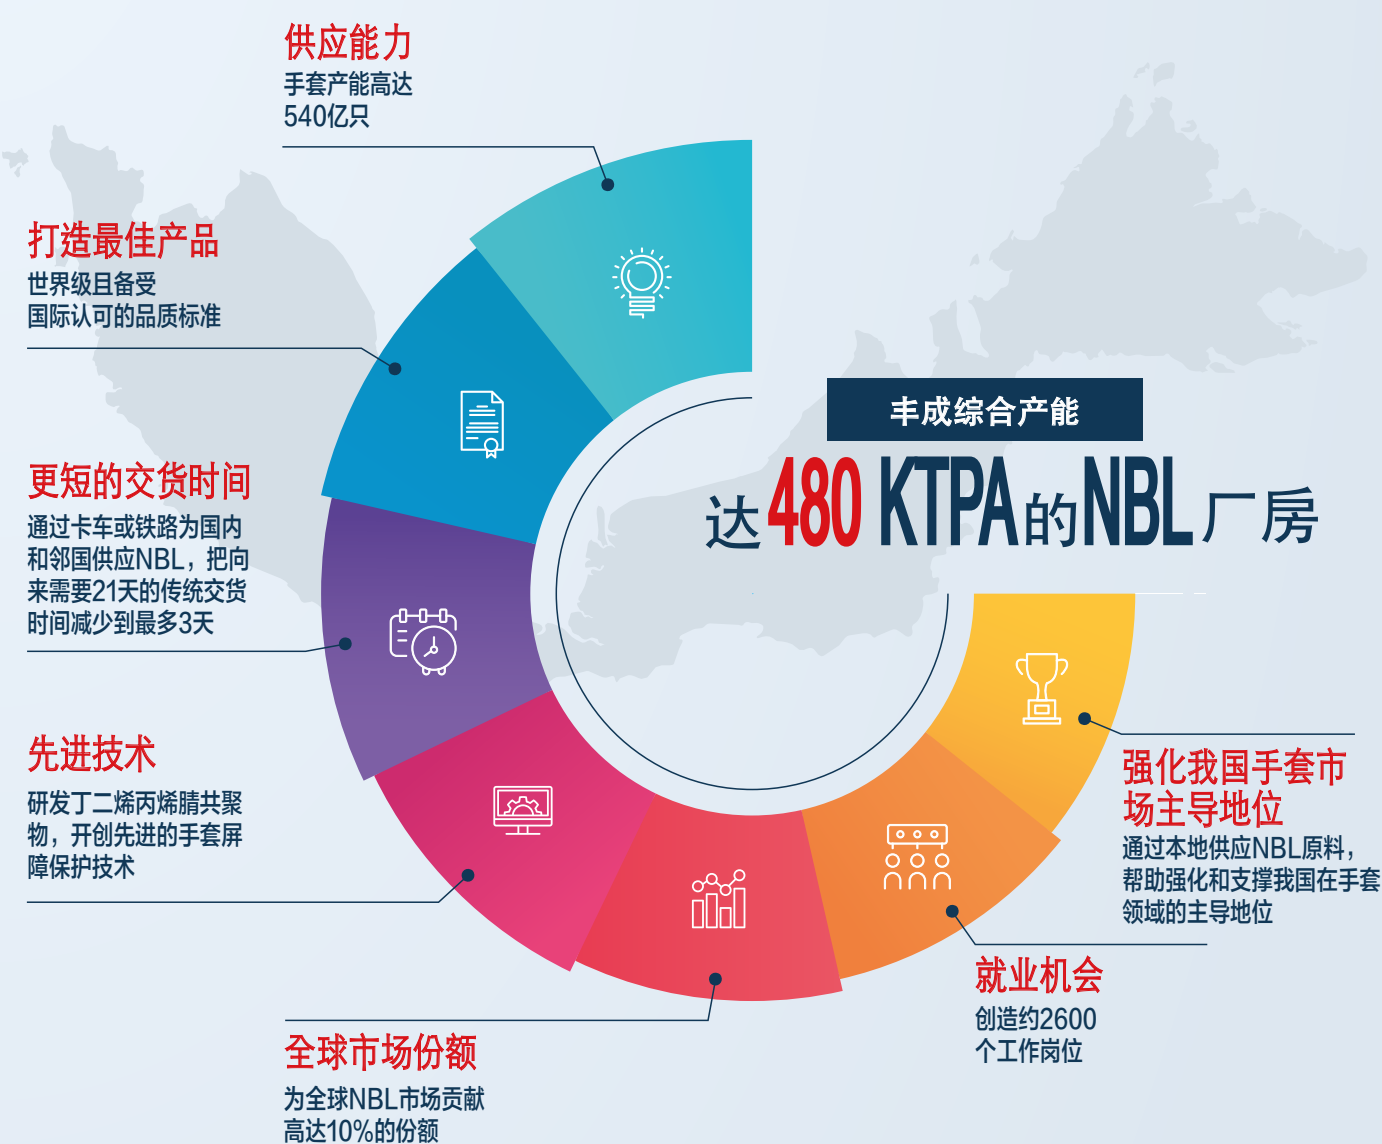 供应能力
手套产能高达
540亿只
打造最佳产品
世界级且备受
国际认可的品质标准
更短的交货时间
通过卡车或铁路为国内
和邻国供应NBL，把向
来需要21天的传统交货
时间减少到最多3天
先进技术
研发丁二烯丙烯腈共聚
物，开创先进的手套屏
障保护技术
全球市场份额
为全球NBL市场贡献
高达10%的份额
丰成综合产能
达480 KTPA的NBL厂房
强化我国手套市
场主导地位
通过本地供应NBL原料，
帮助强化和支撑我国在手套
领域的主导地位
就业机会
创造约2600
个工作岗位